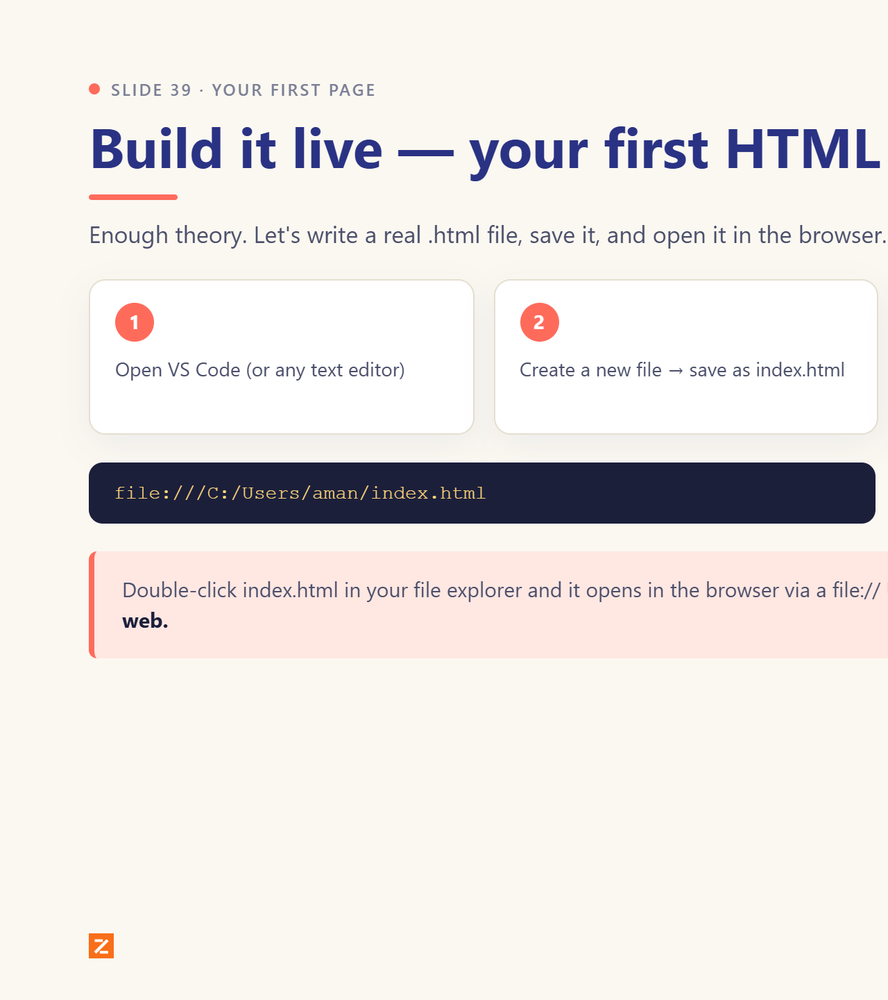 SLIDE 39 · YOUR FIRST PAGE
Build it live — your first HTML
Enough theory. Let's write a real .html file, save it, and open it in the browser.
1
Open VS Code (or any text editor)
2
Create a new file → save as index.html
file:///C:/Users/aman/index.html
Double-click index.html in your file explorer and it opens in the browser via a file://
web.